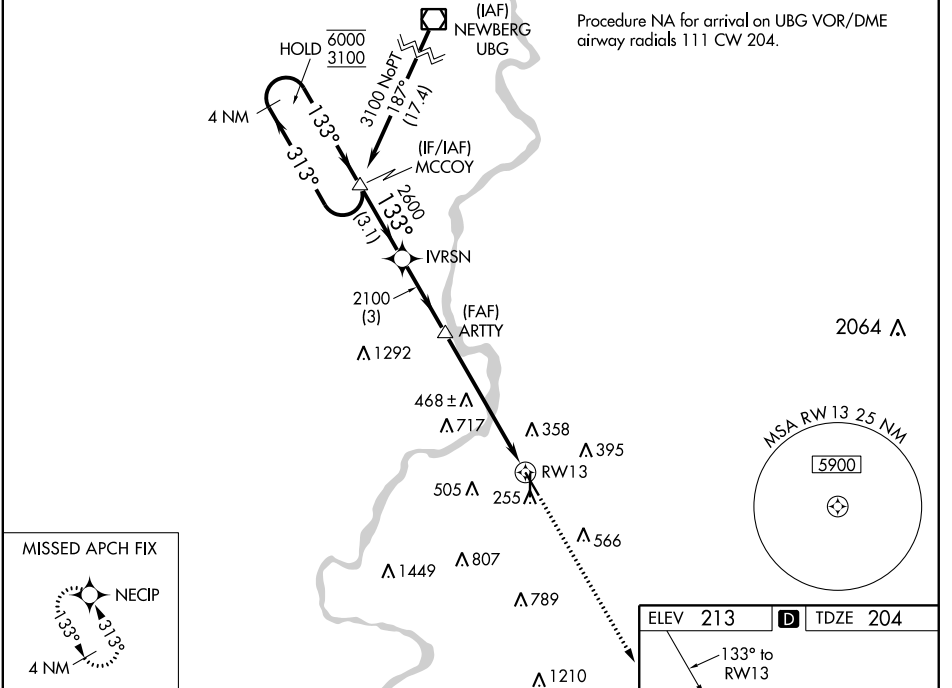 (IAF)
NEWBERG
UBG
Procedure NA for arrival on UBG VOR/DME
airway radials 111 CW 204.
HOLD
6000
3100
3100 NoPT
187°
(17.4)
4 NM
133°
313°
(IF/IAF)
MCCOY
2600
133°
(3.1)
IVRSN
2100
(3)
(FAF)
ARTTY
2064
1292
468 ±
717
358
395
MSA RW 13 25 NM
5900
RW13
505
255
566
807
1449
789
1210
MISSED APCH FIX
NECIP
133°
313°
4 NM
ELEV 213 D TDZE 204
133° to
RW13